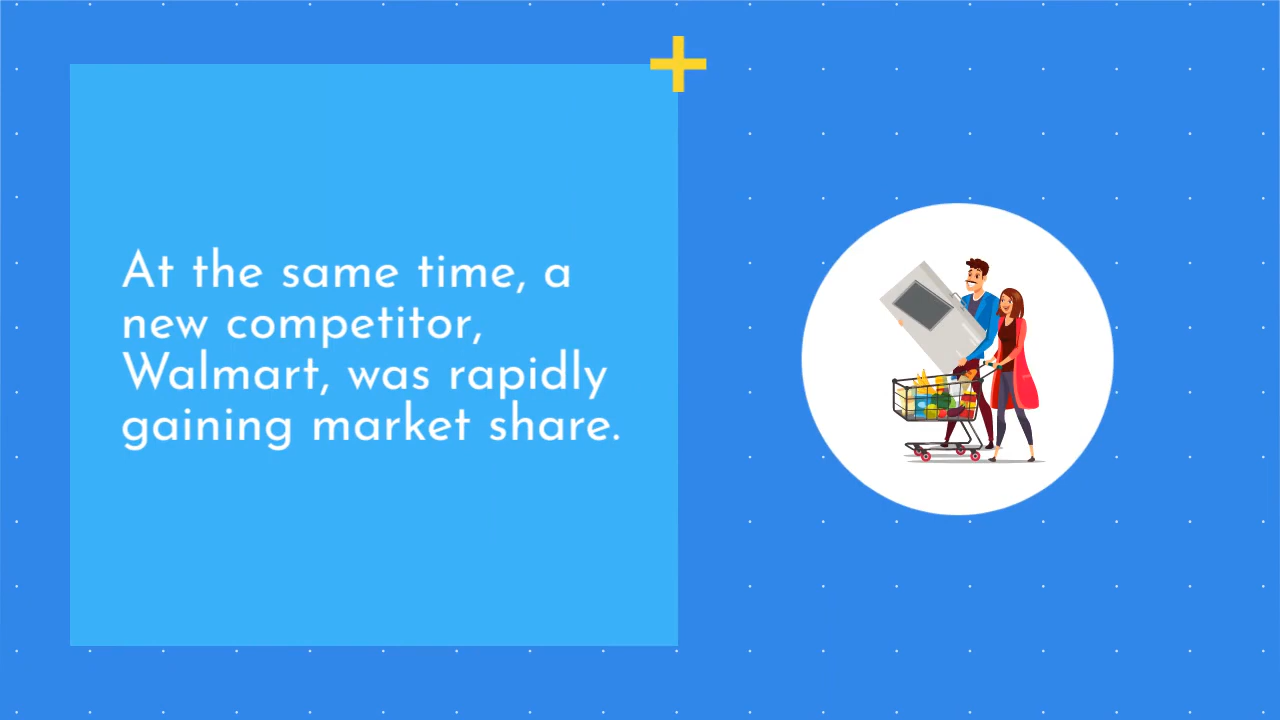 At the same time, a
new competitor,
Walmart, was rapidly
gaining market share.